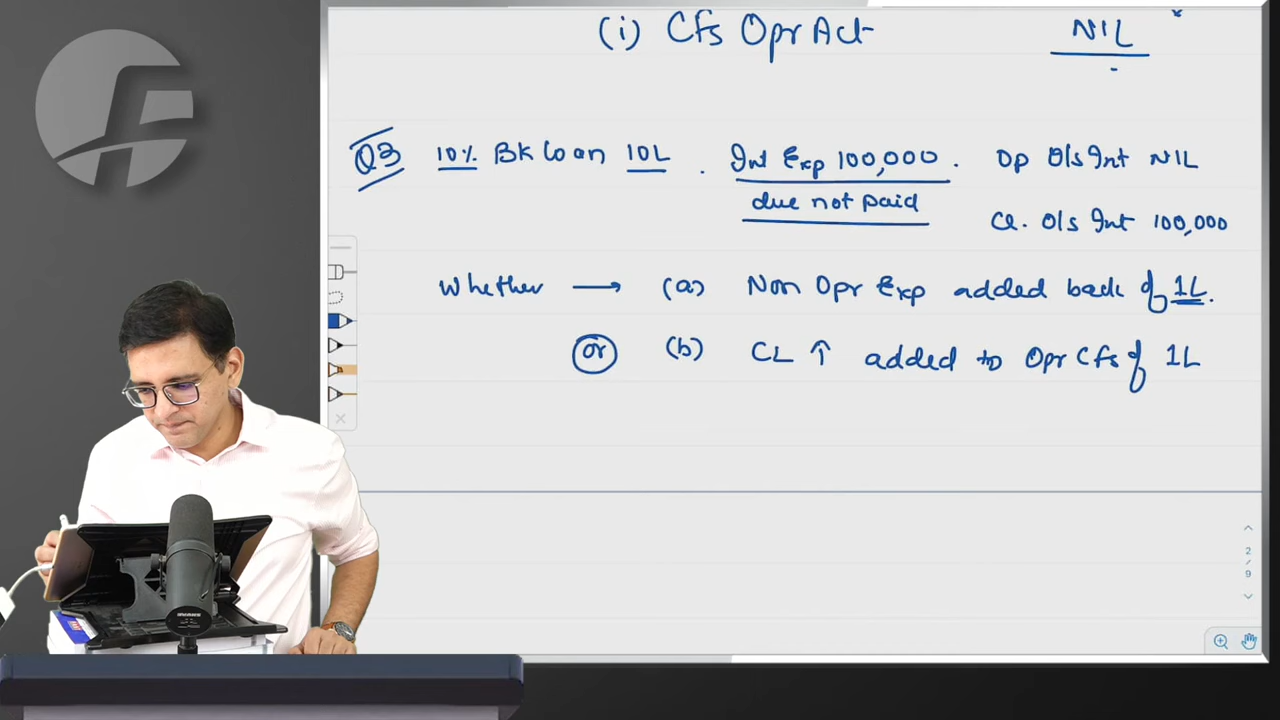 (i) Cfs Opr Act NIL
Q3 10% Bk loan 10L. Int Exp 100,000. Op O/s Int NIL
due not paid Cl. O/s Int 100,000
Whether → (a) Non Opr Exp added back of 1L.
or (b) CL ↑ added to Opr Cfs of 1L
2
/
9